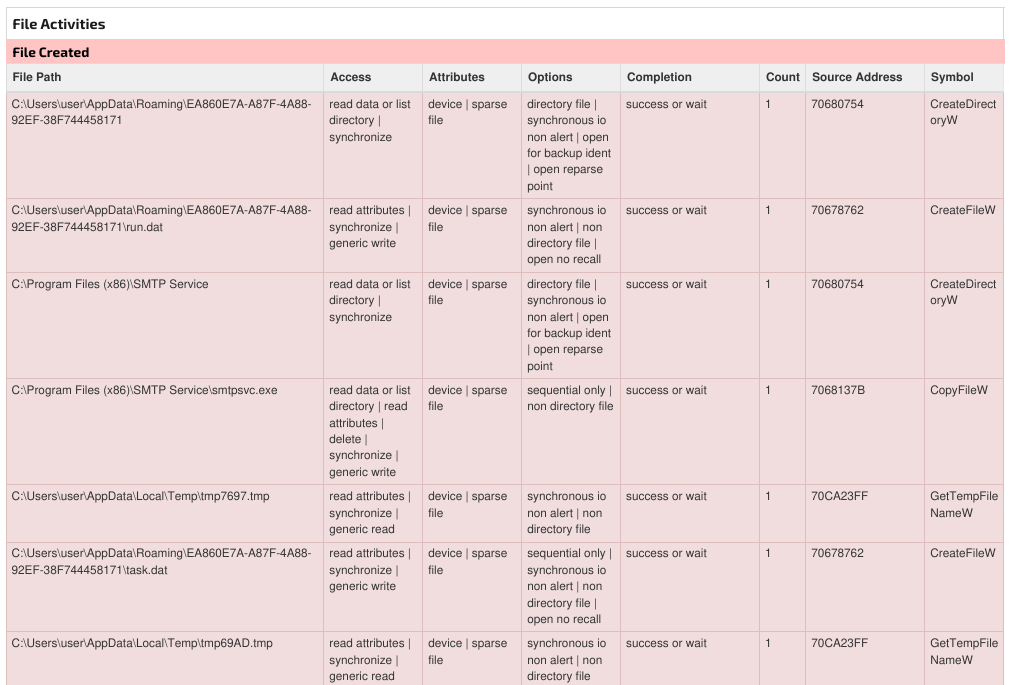 File Activities
File Created
File Path Access Attributes Options Completion Count Source Address Symbol
C:\Users\user\AppData\Roaming\EA860E7A-A87F-4A88- read data or list device | sparse directory file | success or wait 1 70680754 CreateDirect
92EF-38F744458171 directory | file synchronous io oryW
synchronize non alert | open
for backup ident
| open reparse
point
C:\Users\user\AppData\Roaming\EA860E7A-A87F-4A88- read attributes | device | sparse synchronous io success or wait 1 70678762 CreateFileW
92EF-38F744458171\run.dat synchronize | file non alert | non
generic write directory file |
open no recall
C:\Program Files (x86)\SMTP Service read data or list device | sparse directory file | success or wait 1 70680754 CreateDirect
directory | file synchronous io oryW
synchronize non alert | open
for backup ident
| open reparse
point
C:\Program Files (x86)\SMTP Service\smtpsvc.exe read data or list device | sparse sequential only | success or wait 1 7068137B CopyFileW
directory | read file non directory file
attributes |
delete |
synchronize |
generic write
C:\Users\user\AppData\Local\Temp\tmp7697.tmp read attributes | device | sparse synchronous io success or wait 1 70CA23FF GetTempFile
synchronize | file non alert | non NameW
generic read directory file
C:\Users\user\AppData\Roaming\EA860E7A-A87F-4A88- read attributes | device | sparse sequential only | success or wait 1 70678762 CreateFileW
92EF-38F744458171\task.dat synchronize | file synchronous io
generic write non alert | non
directory file |
open no recall
C:\Users\user\AppData\Local\Temp\tmp69AD.tmp read attributes | device | sparse synchronous io success or wait 1 70CA23FF GetTempFile
synchronize | file non alert | non NameW
generic read directory file